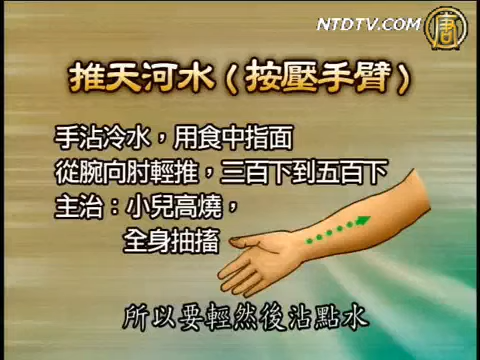 NTDTV.COM
唐
推天河水(按壓手臂)
手沾冷水，用食中指面
從腕向肘輕推，三百下到五百下
主治：小兒高燒，
全身抽搐
所以要輕然後沾點水